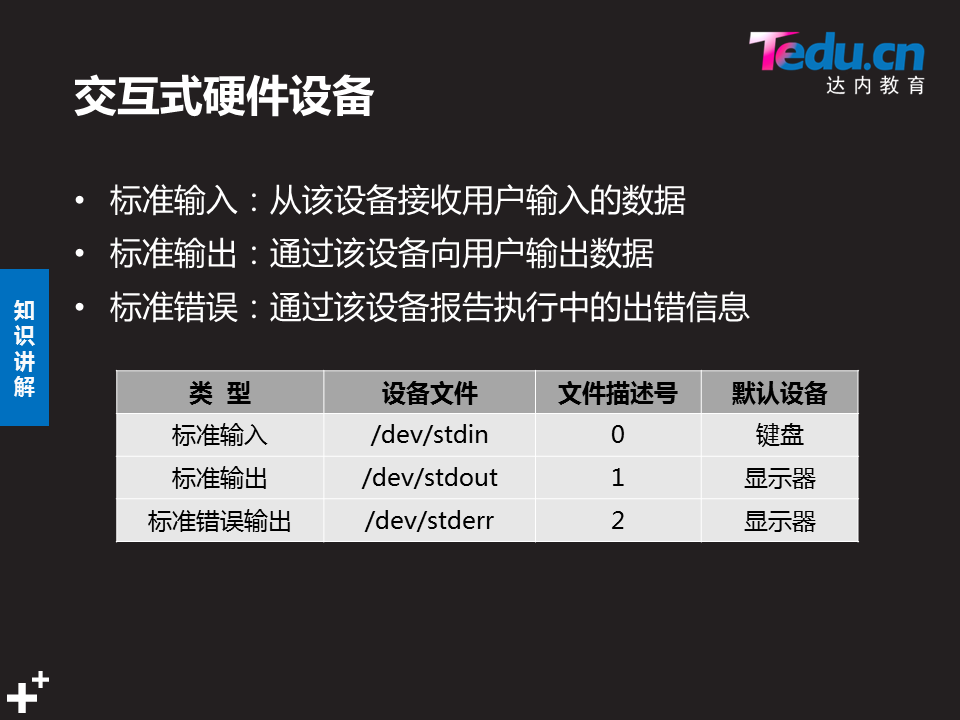 Tedu.cn
达内教育
交互式硬件设备
• 标准输入：从该设备接收用户输入的数据
• 标准输出：通过该设备向用户输出数据
• 标准错误：通过该设备报告执行中的出错信息
知识讲解
类 型 设备文件 文件描述号 默认设备
标准输入 /dev/stdin 0 键盘
标准输出 /dev/stdout 1 显示器
标准错误输出 /dev/stderr 2 显示器